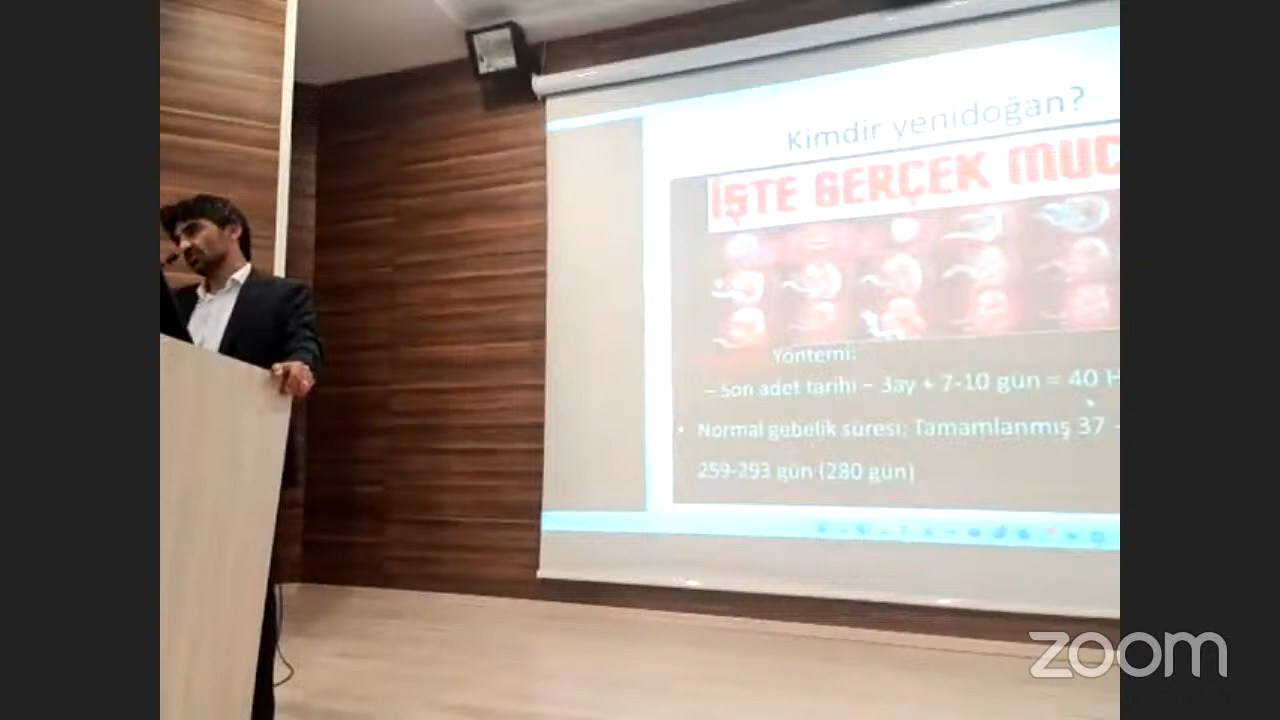 Kimdir yenidoğan?
İŞTE GERÇEK MUC
Yöntemi:
– Son adet tarihi – 3ay + 7-10 gün = 40 H
• Normal gebelik süresi: Tamamlanmış 37 -
259-293 gün (280 gün)
zoom